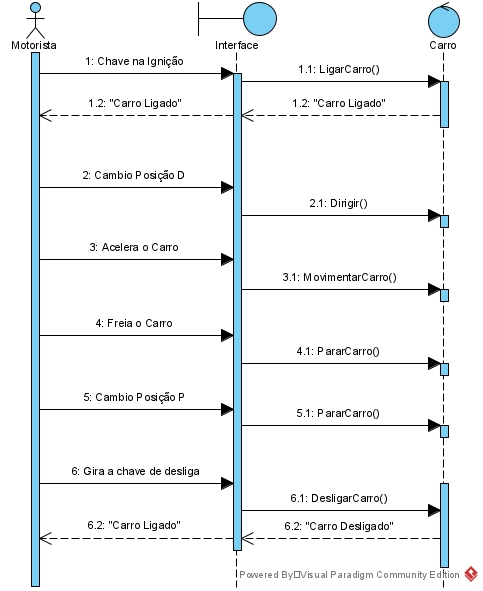 Motorista
Interface
Carro
1: Chave na Ignição
1.1: LigarCarro()
1.2: "Carro Ligado"
1.2: "Carro Ligado"
2: Cambio Posição D
2.1: Dirigir()
3: Acelera o Carro
3.1: MovimentarCarro()
4: Freia o Carro
4.1: PararCarro()
5: Cambio Posição P
5.1: PararCarro()
6: Gira a chave de desliga
6.1: DesligarCarro()
6.2: "Carro Ligado"
6.2: "Carro Desligado"
Powered By Visual Paradigm Community Edition